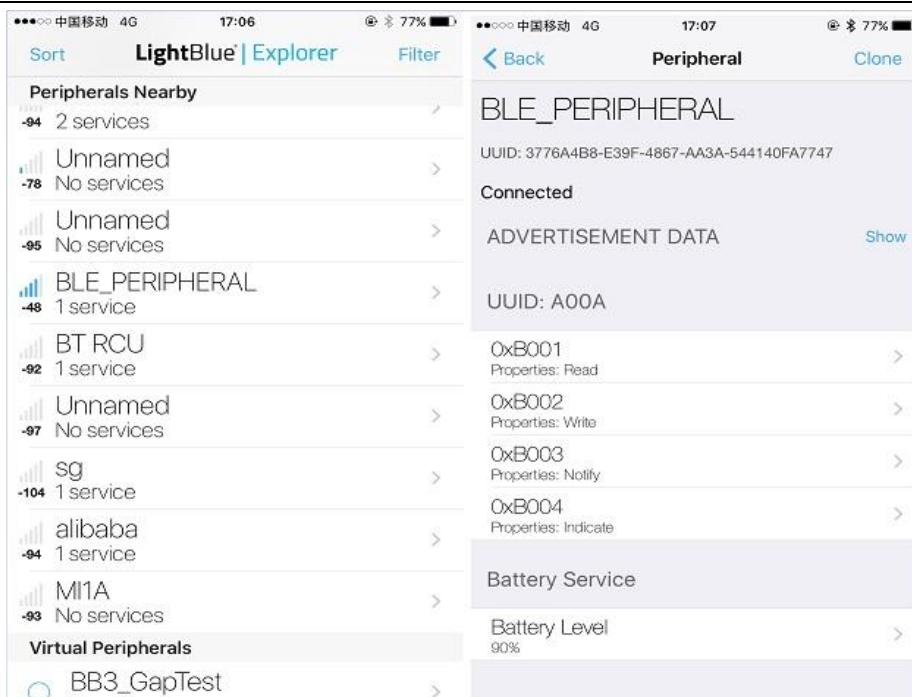 中国移动 4G 17:06 77%
Sort LightBlue | Explorer Filter
Peripherals Nearby
-94 2 services
Unnamed
-78 No services
Unnamed
-95 No services
BLE_PERIPHERAL
-48 1 service
BT RCU
-92 1 service
Unnamed
-97 No services
sg
-104 1 service
alibaba
-94 1 service
MI1A
-93 No services
Virtual Peripherals
BB3_GapTest
中国移动 4G 17:07 77%
Back Peripheral Clone
BLE_PERIPHERAL
UUID: 3776A4B8-E39F-4867-AA3A-544140FA7747
Connected
ADVERTISEMENT DATA Show
UUID: A00A
0xB001
Properties: Read
0xB002
Properties: Write
0xB003
Properties: Notify
0xB004
Properties: Indicate
Battery Service
Battery Level
90%